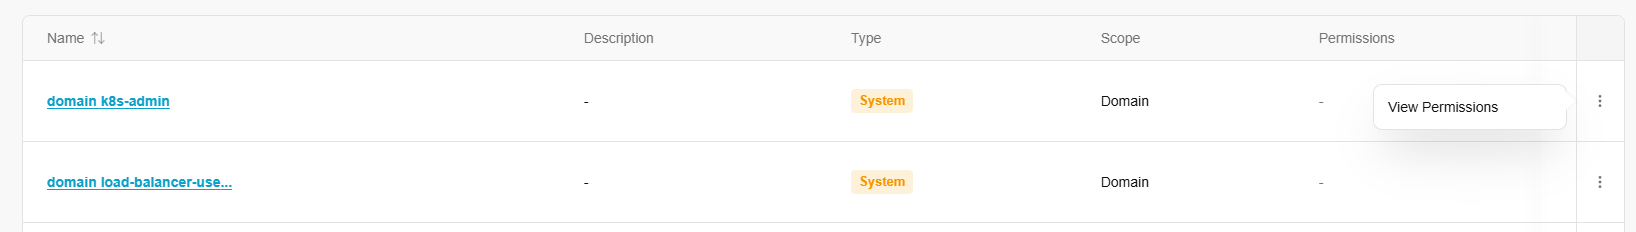 Name Description Type Scope Permissions
domain k8s-admin - System Domain - View Permissions
domain load-balancer-use... - System Domain -